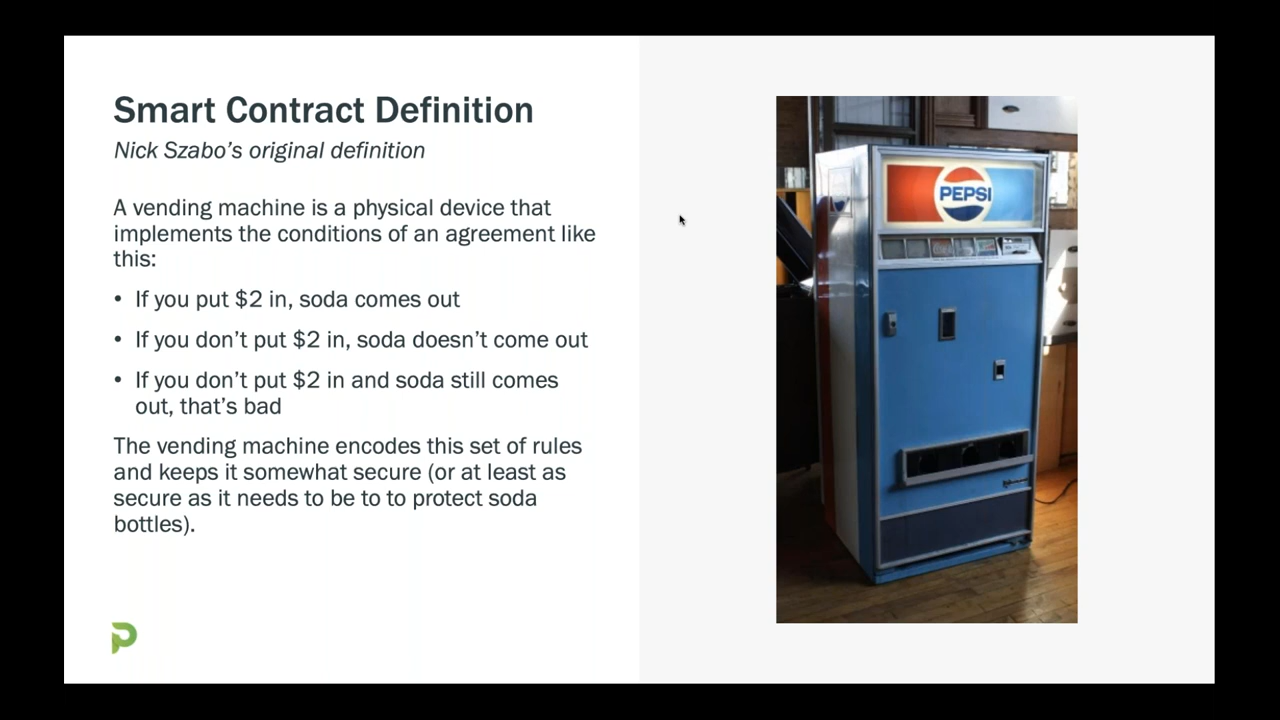 Smart Contract Definition
Nick Szabo’s original definition
A vending machine is a physical device that
implements the conditions of an agreement like
this:
• If you put $2 in, soda comes out
• If you don’t put $2 in, soda doesn’t come out
• If you don’t put $2 in and soda still comes
out, that’s bad
The vending machine encodes this set of rules
and keeps it somewhat secure (or at least as
secure as it needs to be to to protect soda
bottles).
PEPSI